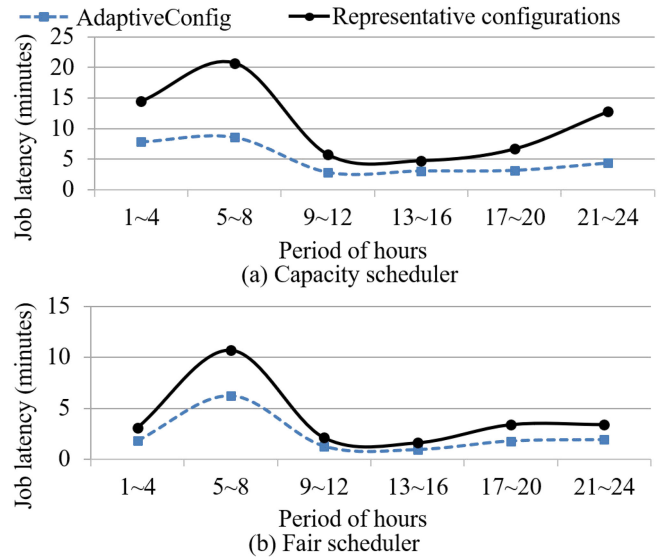 AdaptiveConfig Representative configurations
Job latency (minutes)
25
20
15
10
5
0
1~4 5~8 9~12 13~16 17~20 21~24
Period of hours
(a) Capacity scheduler
Job latency (minutes)
15
10
5
0
1~4 5~8 9~12 13~16 17~20 21~24
Period of hours
(b) Fair scheduler